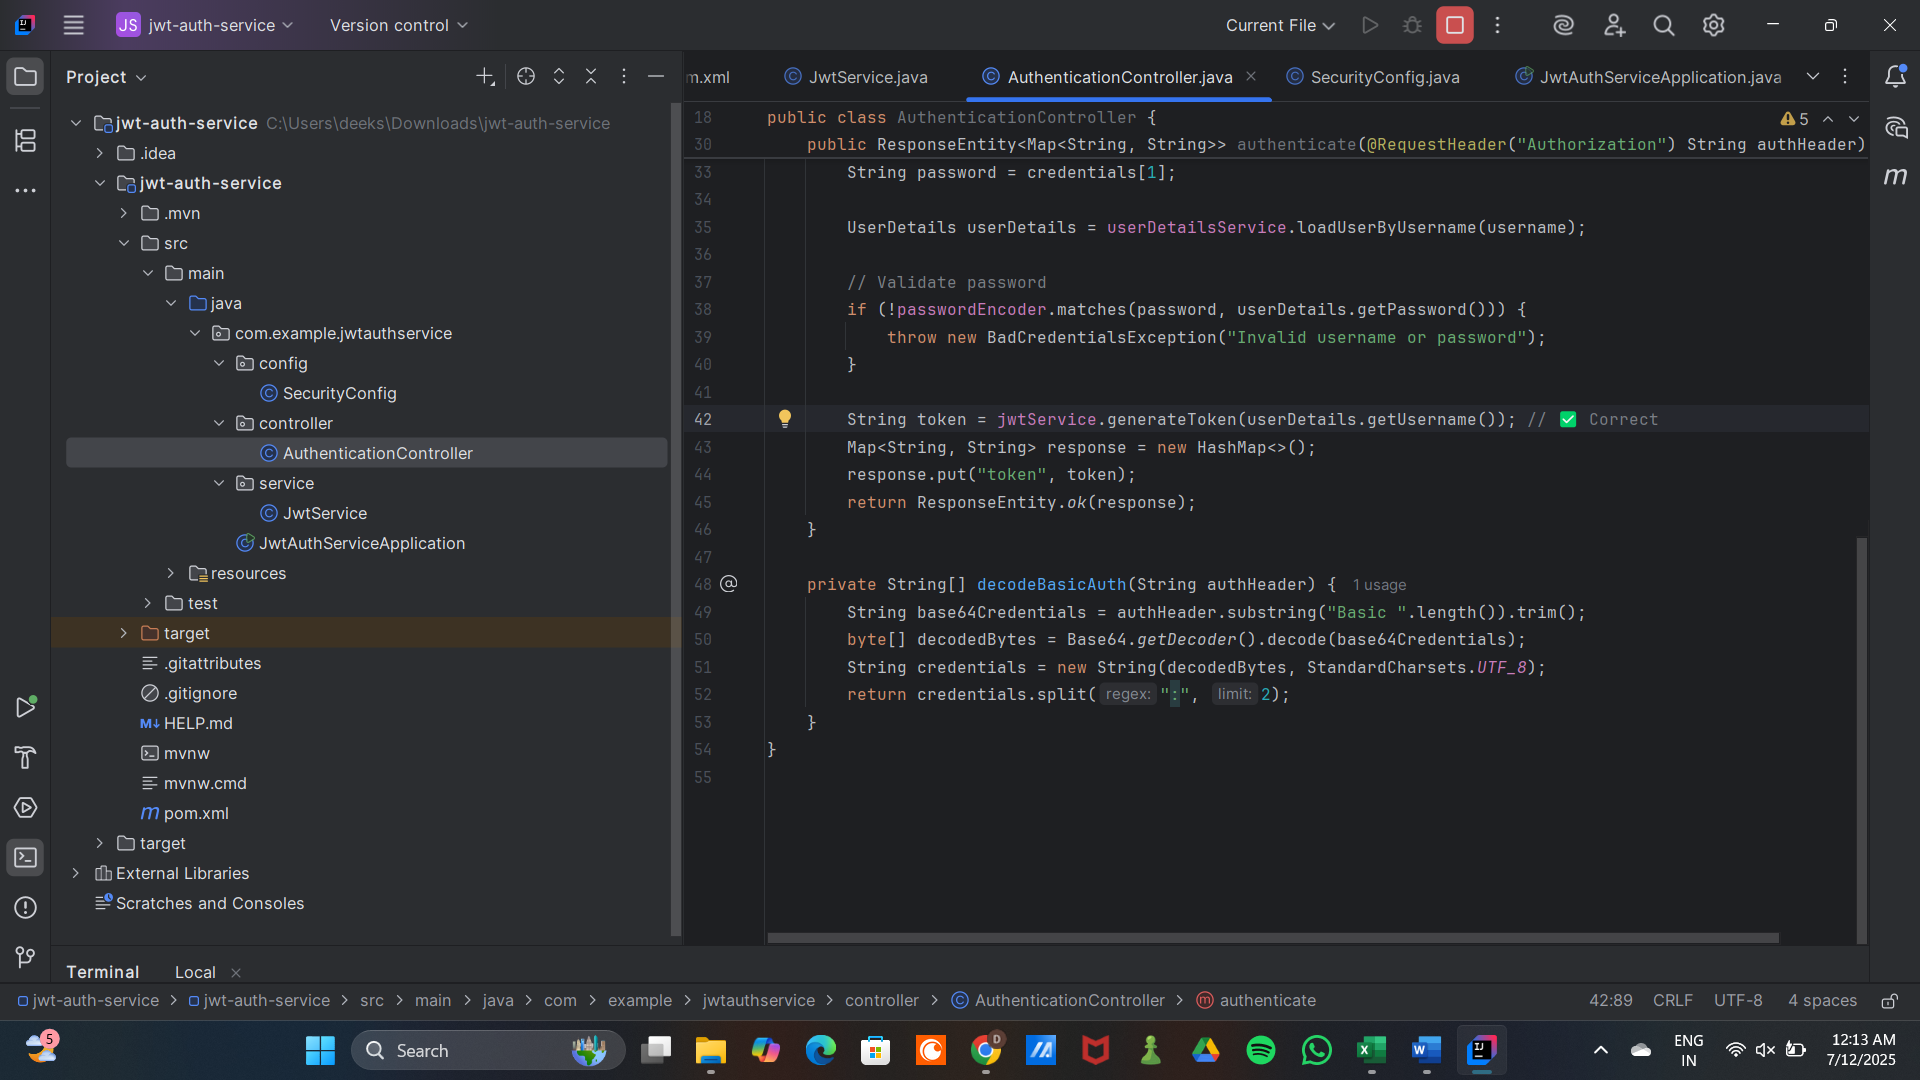 JS jwt-auth-service Version control Current File
Project
m.xml JwtService.java AuthenticationController.java SecurityConfig.java JwtAuthServiceApplication.java
jwt-auth-service C:\Users\deeks\Downloads\jwt-auth-service
.idea
jwt-auth-service
.mvn
src
main
java
com.example.jwtauthservice
config
SecurityConfig
controller
AuthenticationController
service
JwtService
JwtAuthServiceApplication
resources
test
target
.gitattributes
.gitignore
M↓ HELP.md
mvnw
mvnw.cmd
m pom.xml
target
External Libraries
Scratches and Consoles
18 public class AuthenticationController { 5
30 public ResponseEntity<Map<String, String>> authenticate(@RequestHeader("Authorization") String authHeader)
33 String password = credentials[1];
34
35 UserDetails userDetails = userDetailsService.loadUserByUsername(username);
36
37 // Validate password
38 if (!passwordEncoder.matches(password, userDetails.getPassword())) {
39 throw new BadCredentialsException("Invalid username or password");
40 }
41
42 String token = jwtService.generateToken(userDetails.getUsername()); // ✅ Correct
43 Map<String, String> response = new HashMap<>();
44 response.put("token", token);
45 return ResponseEntity.ok(response);
46 }
47
48 @ private String[] decodeBasicAuth(String authHeader) { 1 usage
49 String base64Credentials = authHeader.substring("Basic ".length()).trim();
50 byte[] decodedBytes = Base64.getDecoder().decode(base64Credentials);
51 String credentials = new String(decodedBytes, StandardCharsets.UTF_8);
52 return credentials.split( regex: ":", limit: 2);
53 }
54 }
55
m
Terminal Local
jwt-auth-service > jwt-auth-service > src > main > java > com > example > jwtauthservice > controller > AuthenticationController > m authenticate 42:89 CRLF UTF-8 4 spaces
5 Search D ENG IN 12:13 AM
7/12/2025